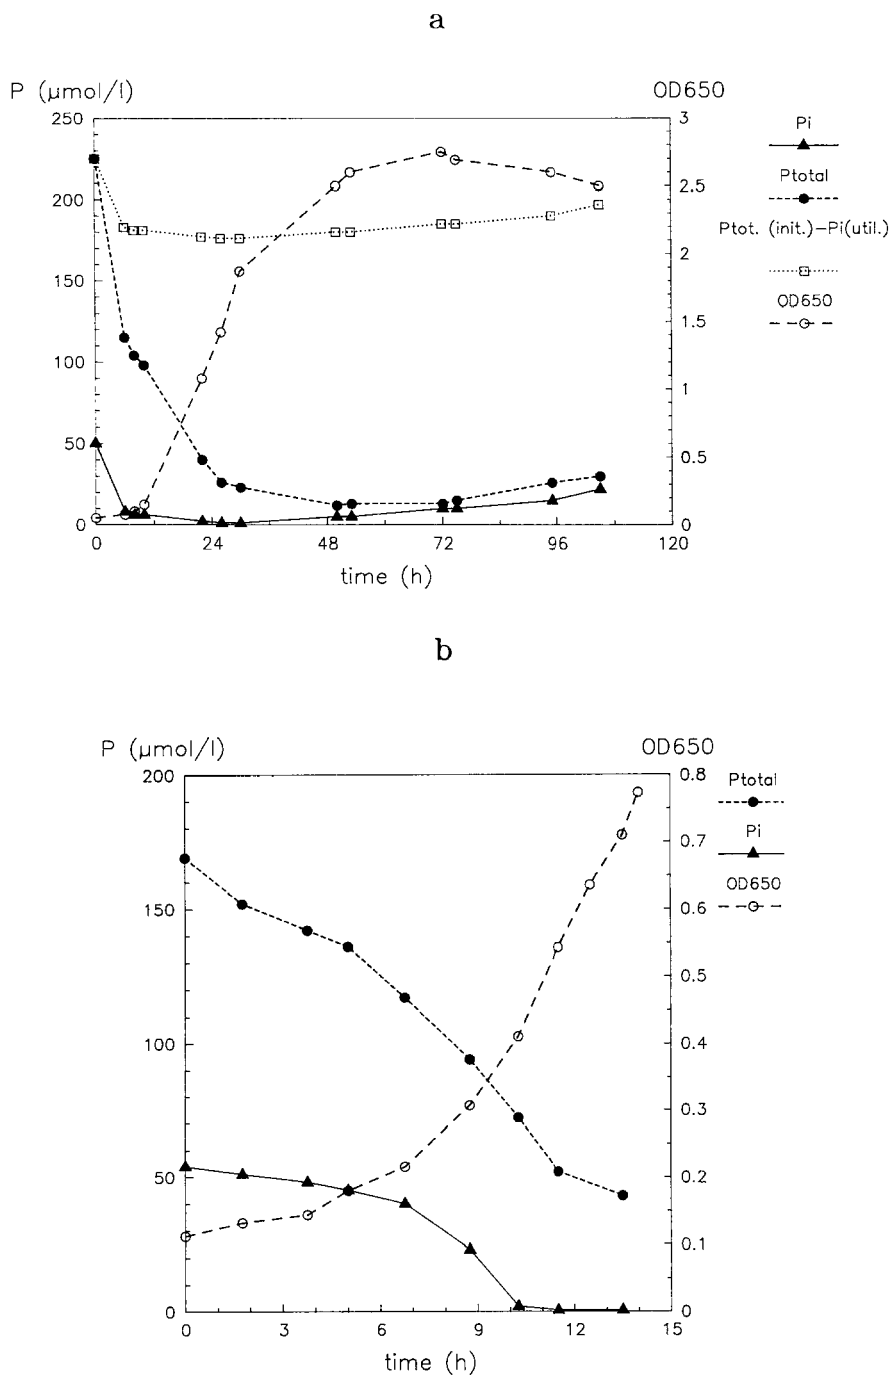 a
P (µmol/l)
OD650
250
200
150
100
50
0
3
2.5
2
1.5
1
0.5
0
0
24
48
72
96
120
time (h)
Pi
Ptotal
Ptot. (init.)−Pi(util.)
OD650
b
P (µmol/l)
OD650
200
150
100
50
0
0.8
0.7
0.6
0.5
0.4
0.3
0.2
0.1
0
0
3
6
9
12
15
time (h)
Ptotal
Pi
OD650